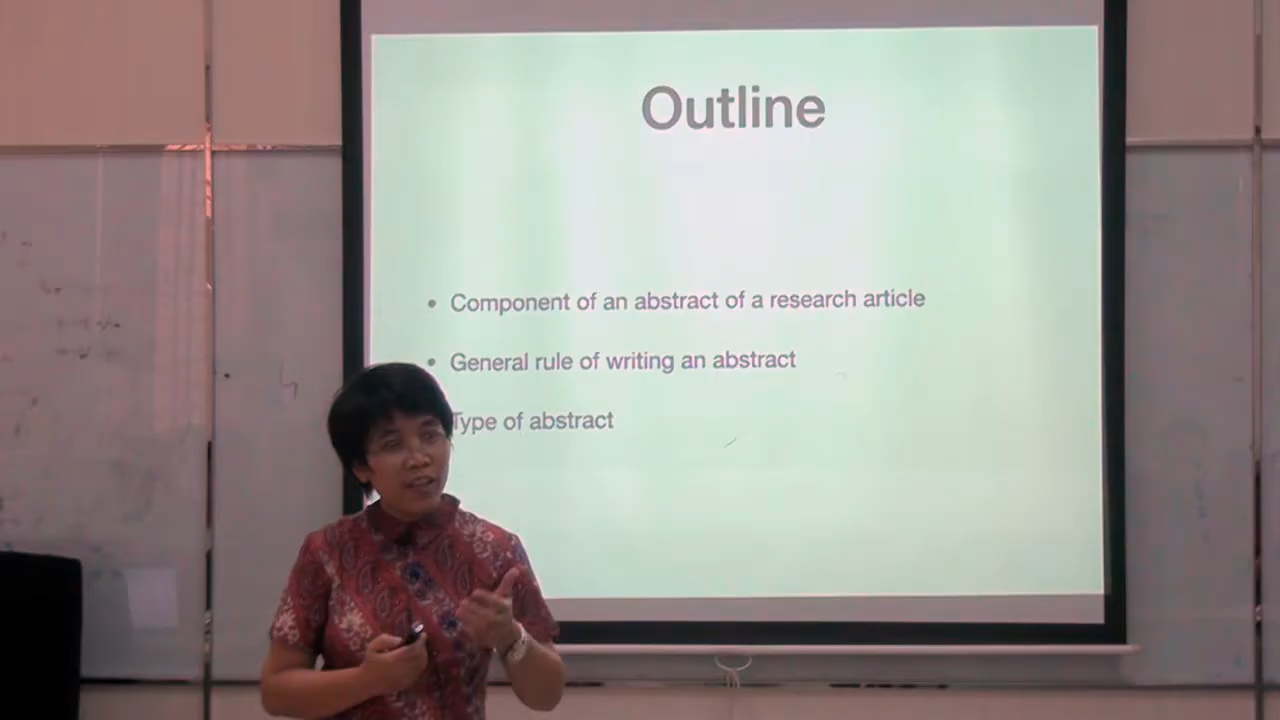 Outline
• Component of an abstract of a research article
• General rule of writing an abstract
Type of abstract